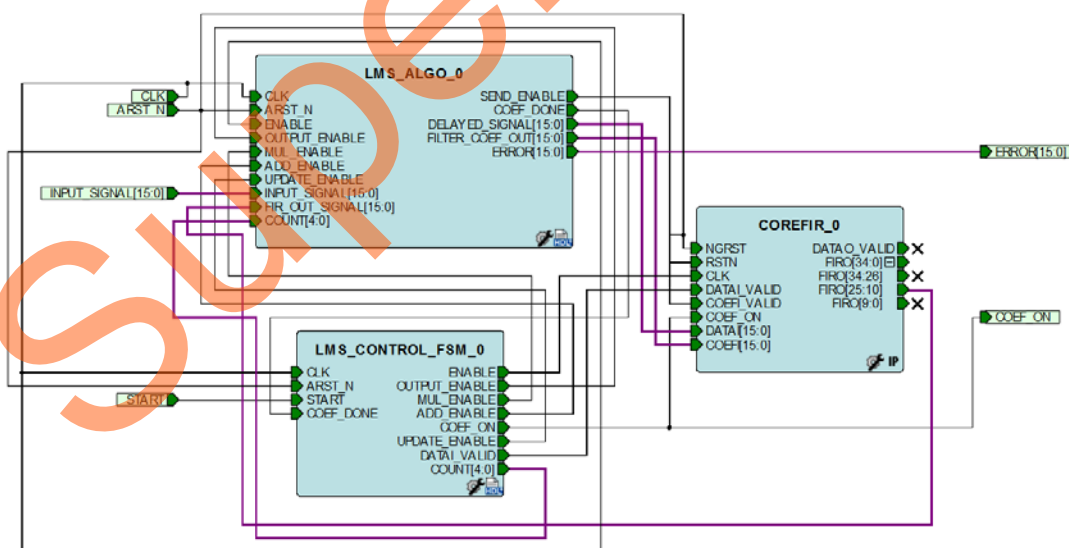 LMS_ALGO_0
CLK
ARST_N
CLK
ARST_N
ENABLE
OUTPUT_ENABLE
MUL_ENABLE
ADD_ENABLE
UPDATE_ENABLE
INPUT_SIGNAL[15:0]
INPUT_SIGNAL[15:0]
FIR_OUT_SIGNAL[15:0]
COUNT[4:0]
SEND_ENABLE
COEF_DONE
DELAYED_SIGNAL[15:0]
FILTER_COEF_OUT[15:0]
ERROR[15:0]
HDL
ERROR[15:0]
COREFIR_0
NGRST
RSTN
CLK
DATAI_VALID
COEFI_VALID
COEF_ON
DATAI[15:0]
COEFI[15:0]
DATAO_VALID
FIRO[34:0]
FIRO[34:26]
FIRO[25:10]
FIRO[9:0]
IP
COEF_ON
LMS_CONTROL_FSM_0
START
CLK
ARST_N
START
COEF_DONE
ENABLE
OUTPUT_ENABLE
MUL_ENABLE
ADD_ENABLE
COEF_ON
UPDATE_ENABLE
DATAI_VALID
COUNT[4:0]
HDL